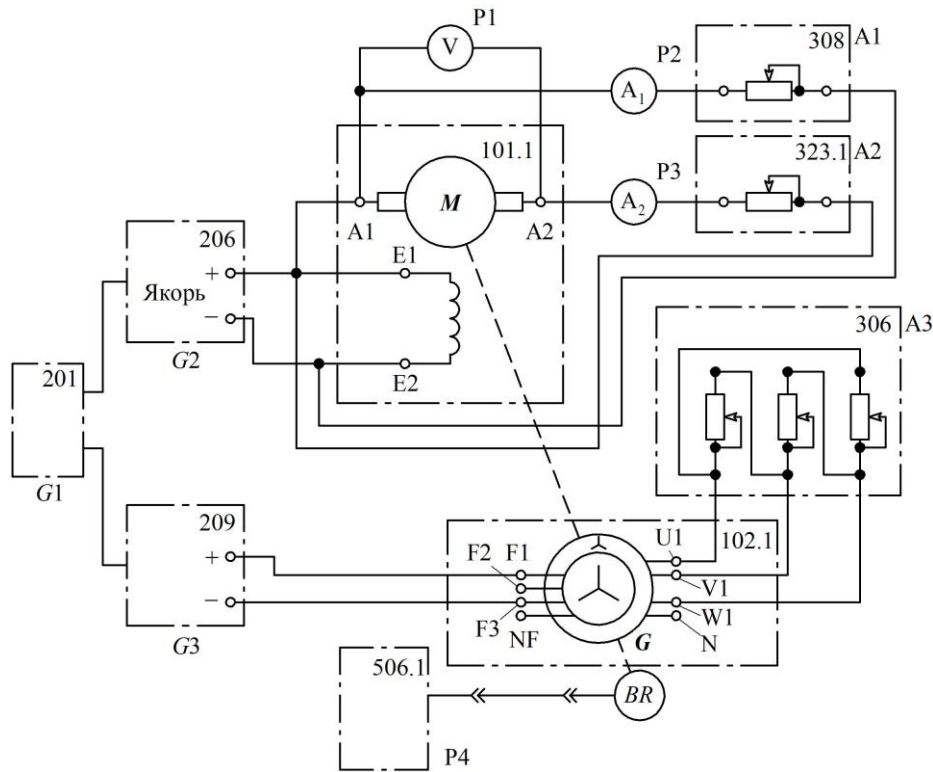 P1
V
P2
308
A1
A₁
101.1
P3
323.1
A2
M
A₂
A1
A2
206
+
Якорь
−
G2
E1
E2
306
A3
201
G1
209
+
−
G3
102.1
F2
F1
U1
V1
F3
W1
NF
G
N
506.1
BR
P4